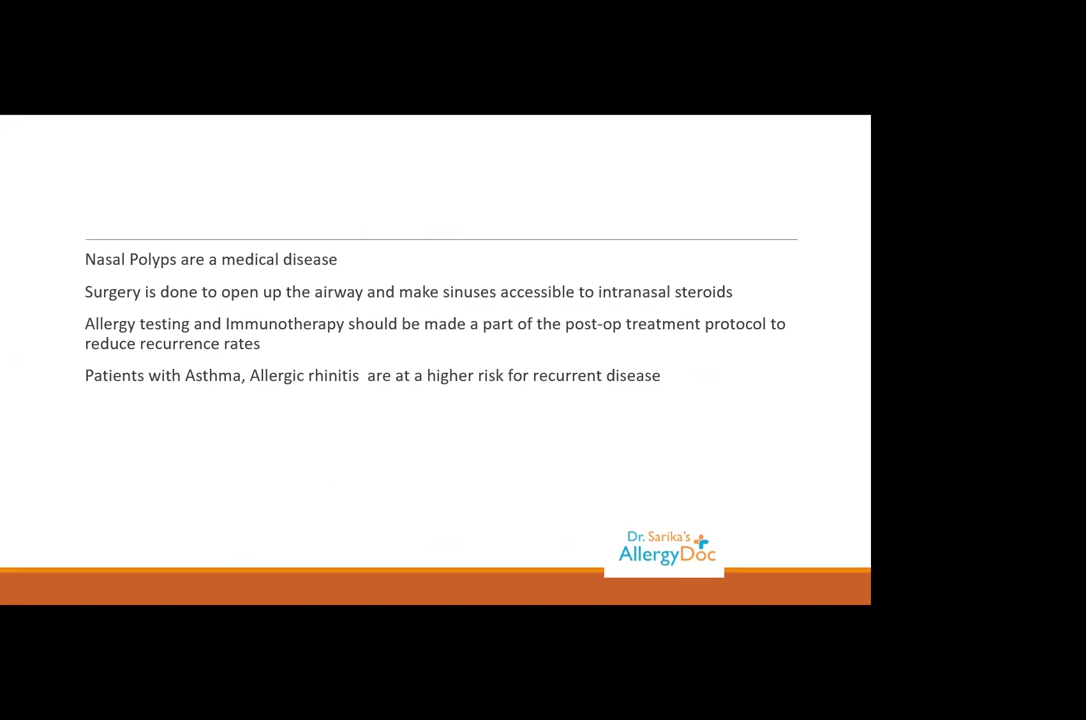 Nasal Polyps are a medical disease
Surgery is done to open up the airway and make sinuses accessible to intranasal steroids
Allergy testing and Immunotherapy should be made a part of the post-op treatment protocol to
reduce recurrence rates
Patients with Asthma, Allergic rhinitis  are at a higher risk for recurrent disease
Dr. Sarika's
AllergyDoc